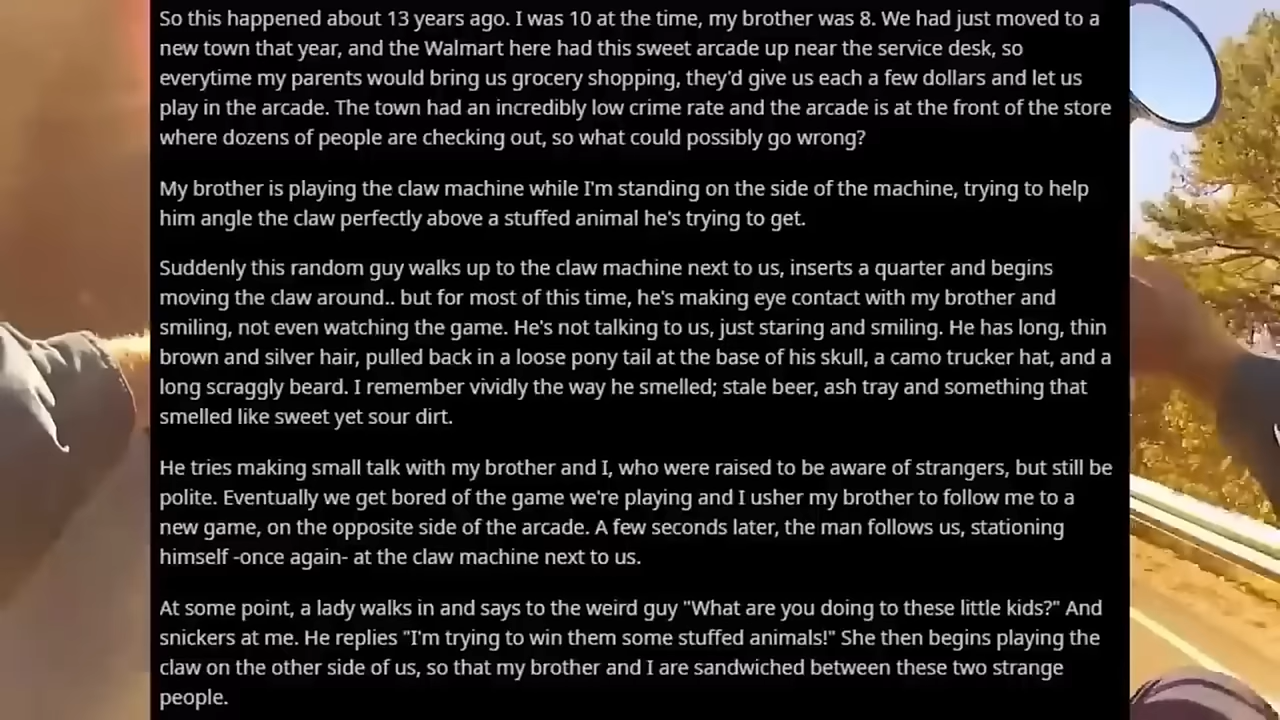 So this happened about 13 years ago. I was 10 at the time, my brother was 8. We had just moved to a
new town that year, and the Walmart here had this sweet arcade up near the service desk, so
everytime my parents would bring us grocery shopping, they'd give us each a few dollars and let us
play in the arcade. The town had an incredibly low crime rate and the arcade is at the front of the store
where dozens of people are checking out, so what could possibly go wrong?
My brother is playing the claw machine while I'm standing on the side of the machine, trying to help
him angle the claw perfectly above a stuffed animal he's trying to get.
Suddenly this random guy walks up to the claw machine next to us, inserts a quarter and begins
moving the claw around.. but for most of this time, he's making eye contact with my brother and
smiling, not even watching the game. He's not talking to us, just staring and smiling. He has long, thin
brown and silver hair, pulled back in a loose pony tail at the base of his skull, a camo trucker hat, and a
long scraggly beard. I remember vividly the way he smelled; stale beer, ash tray and something that
smelled like sweet yet sour dirt.
He tries making small talk with my brother and I, who were raised to be aware of strangers, but still be
polite. Eventually we get bored of the game we're playing and I usher my brother to follow me to a
new game, on the opposite side of the arcade. A few seconds later, the man follows us, stationing
himself -once again- at the claw machine next to us.
At some point, a lady walks in and says to the weird guy "What are you doing to these little kids?" And
snickers at me. He replies "I'm trying to win them some stuffed animals!" She then begins playing the
claw on the other side of us, so that my brother and I are sandwiched between these two strange
people.